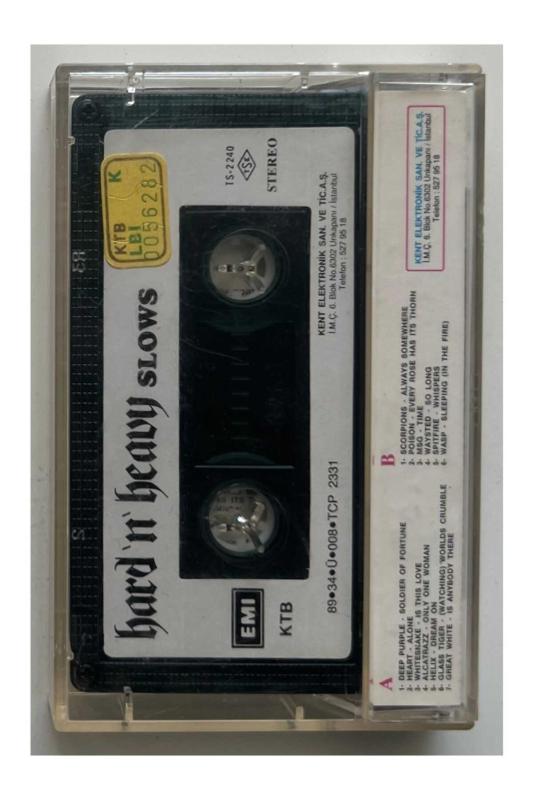 hard 'n' heavy SLOWS
KTB K
LBI
0056282
TS-2240
TSE
STEREO
EMI
KTB
KENT ELEKTRONİK SAN. VE TİC.A.Ş.
İ.M.Ç. 6. Blok No.6302 Unkapanı / İstanbul
Telefon : 527 95 18
89•34•Ü•008•TCP 2331
A
1- DEEP PURPLE - SOLDIER OF FORTUNE
2- HEART - ALONE
3- WHITESNAKE - IS THIS LOVE
4- ALCATRAZZ - ONLY ONE WOMAN
5- HELIX - DREAM ON
6- GLASS TIGER - (WATCHING) WORLDS CRUMBLE
7- GREAT WHITE - IS ANYBODY THERE
B
1- SCORPIONS - ALWAYS SOMEWHERE
2- POISON - EVERY ROSE HAS ITS THORN
3- MSG - TIME
4- WAYSTED - SO LONG
5- SPITFIRE - WHISPERS
6- WASP - SLEEPING (IN THE FIRE)
KENT ELEKTRONİK SAN. VE TİC.A.Ş.
İ.M.Ç. 6. Blok No.6302 Unkapanı / İstanbul
Telefon : 527 95 18